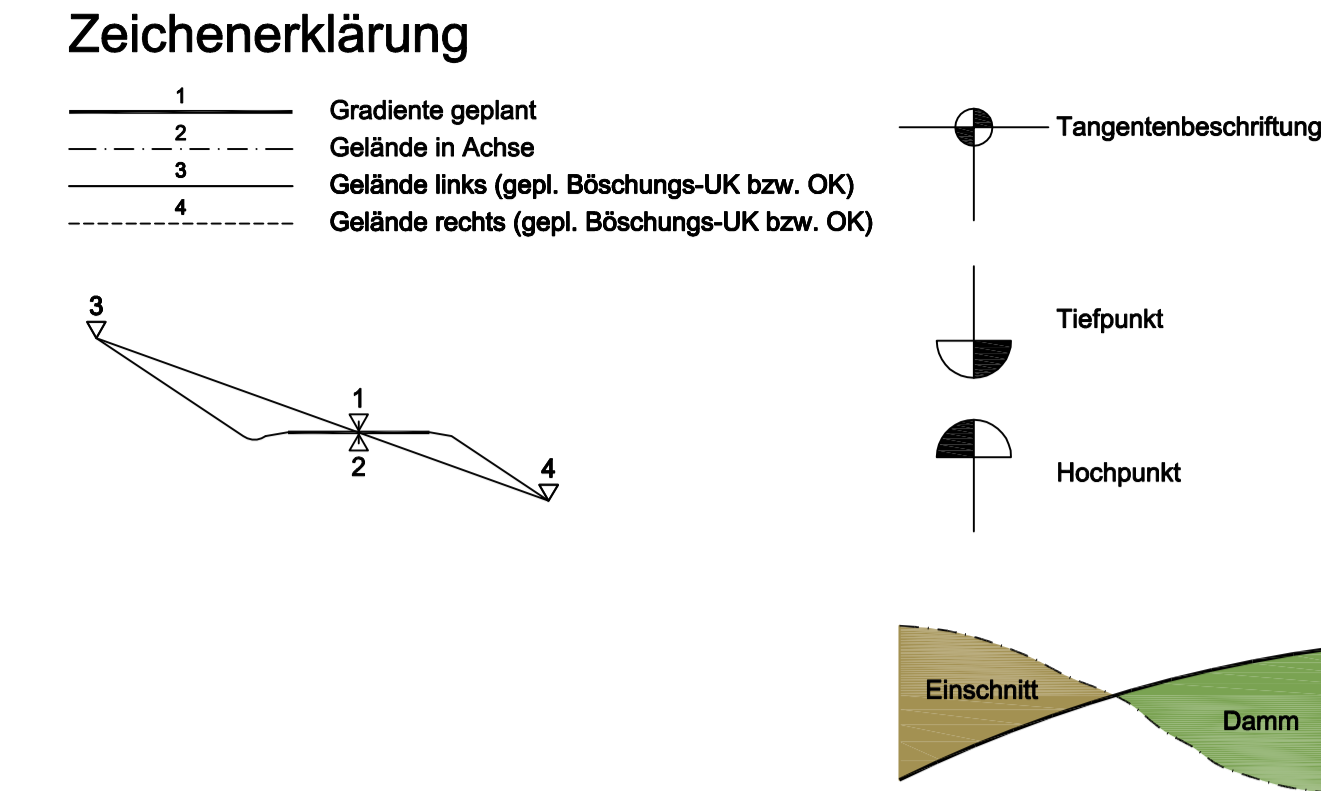 Zeichenerklärung
1
Gradiente geplant
2
Gelände in Achse
3
Gelände links (gepl. Böschungs-UK bzw. OK)
4
Gelände rechts (gepl. Böschungs-UK bzw. OK)
3
1
2
4
Tangentenbeschriftung
Tiefpunkt
Hochpunkt
Einschnitt
Damm